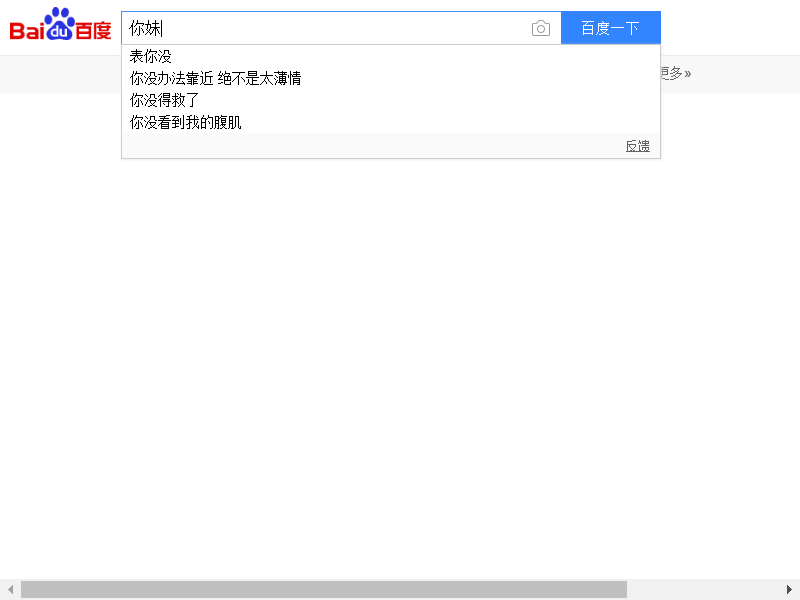 Bai du 百度
你妹
百度一下
表你没
你没办法靠近 绝不是太薄情
你没得救了
你没看到我的腹肌
反馈
更多»